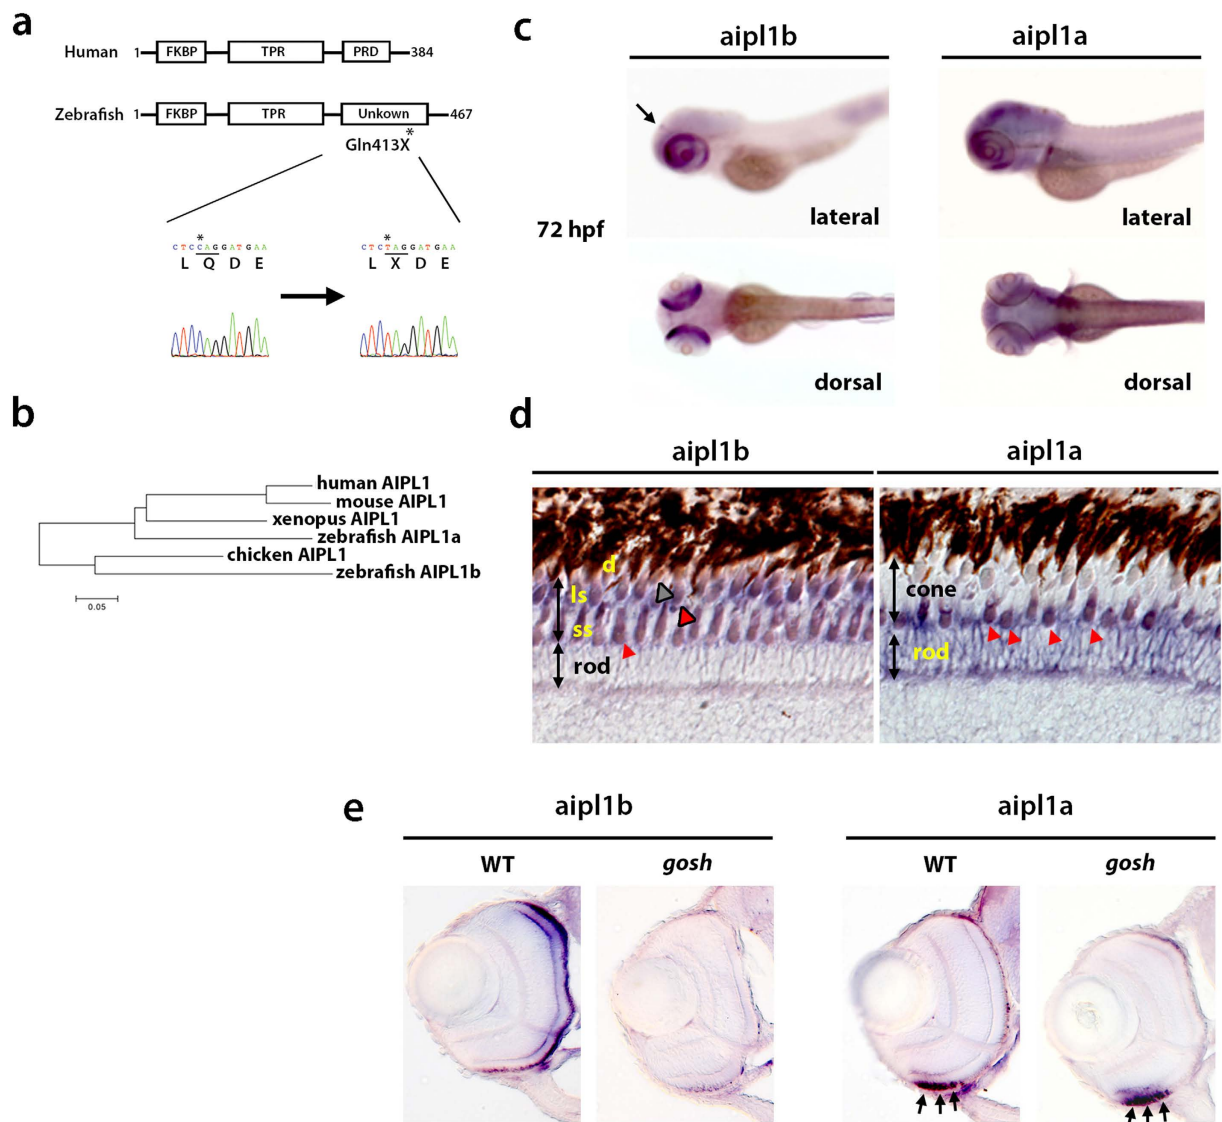 a
Human 1 FKBP TPR PRD 384
Zebrafish 1 FKBP TPR Unkown 467
*
Gln413X
* *
CTCCAGGATGAA CTCTAGGATGAA
L Q D E L X D E
b
human AIPL1
mouse AIPL1
xenopus AIPL1
zebrafish AIPL1a
chicken AIPL1
zebrafish AIPL1b
0.05
c
aipl1b aipl1a
lateral lateral
72 hpf
dorsal dorsal
d
aipl1b aipl1a
d
ls
ss
rod
cone
rod
e
aipl1b aipl1a
WT gosh WT gosh